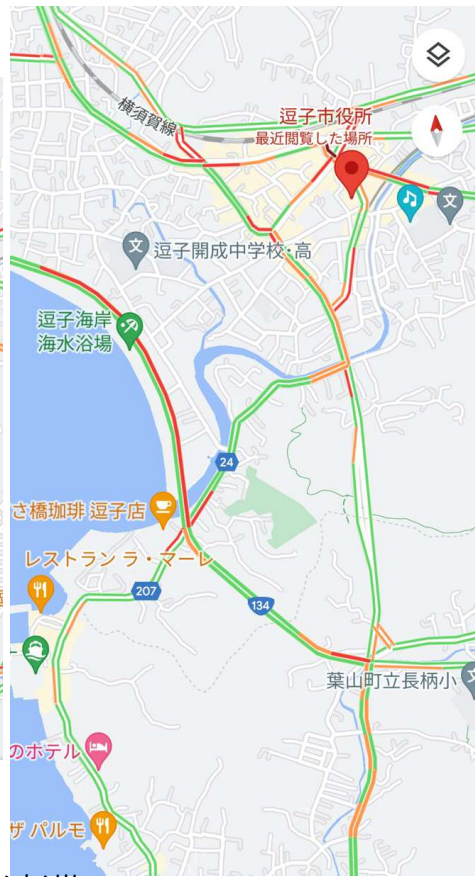 横須賀線
逗子市役所
最近閲覧した場所
文
文
逗子開成中学校・高
逗子海岸
海水浴場
24
さ橋珈琲 逗子店
レストラン ラ・マーレ
207
134
葉山町立長柄小
文
のホテル
ザ パルモ